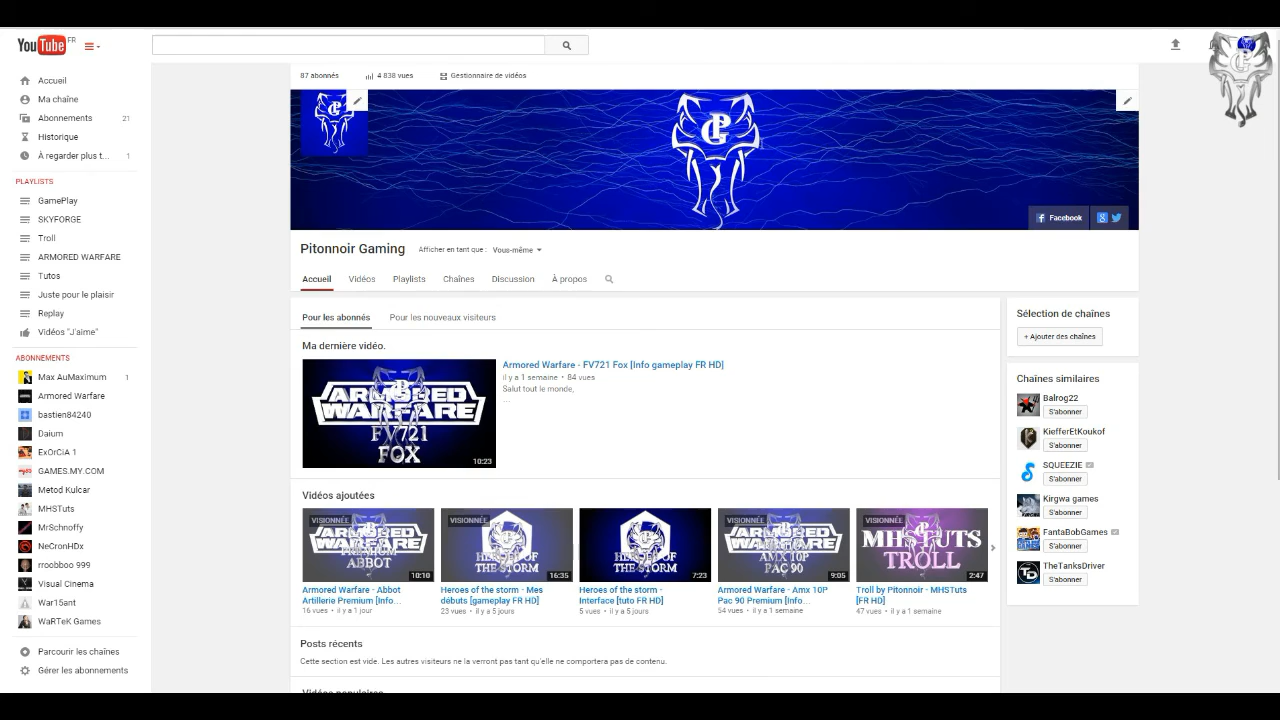 YouTube FR
87 abonnés 4 838 vues Gestionnaire de vidéos
Accueil
Ma chaîne
Abonnements 21
Historique
À regarder plus t... 1
PLAYLISTS
GamePlay
SKYFORGE
Troll
ARMORED WARFARE
Tutos
Juste pour le plaisir
Replay
Vidéos "J'aime"
ABONNEMENTS
Max AuMaximum 1
Armored Warfare
bastien84240
Daium
ExOrCiA 1
GAMES.MY.COM
Metod Kulcar
MHSTuts
MrSchnoffy
NeCronHDx
rroobboo 999
Visual Cinema
War15ant
WaRTeK Games
Parcourir les chaînes
Gérer les abonnements
Facebook
Pitonnoir Gaming Afficher en tant que : Vous-même
Accueil Vidéos Playlists Chaînes Discussion À propos
Pour les abonnés Pour les nouveaux visiteurs
Ma dernière vidéo.
ARMORED
WARFARE
FV721
FOX
10:23
Armored Warfare - FV721 Fox [Info gameplay FR HD]
il y a 1 semaine • 84 vues
Salut tout le monde,
...
Vidéos ajoutées
VISIONNÉE
ARMORED
WARFARE
PREMIUM
ABBOT
10:10
Armored Warfare - Abbot
Artillerie Premium [Info...
16 vues • il y a 1 jour
VISIONNÉE
HEROES OF
THE STORM
16:35
Heroes of the storm - Mes
débuts [gameplay FR HD]
23 vues • il y a 5 jours
HEROES OF
THE STORM
7:23
Heroes of the storm -
Interface [tuto FR HD]
5 vues • il y a 5 jours
VISIONNÉE
ARMORED
WARFARE
AMX 10P
PAC 90
9:05
Armored Warfare - Amx 10P
Pac 90 Premium [Info...
54 vues • il y a 1 semaine
VISIONNÉE
MHSTUTS
TROLL
2:47
Troll by Pitonnoir - MHSTuts
[FR HD]
47 vues • il y a 1 semaine
Posts récents
Cette section est vide. Les autres visiteurs ne la verront pas tant qu'elle ne comportera pas de contenu.
Vidéos populaires
Sélection de chaînes
+ Ajouter des chaînes
Chaînes similaires
Balrog22
S'abonner
KiefferEtKoukof
S'abonner
SQUEEZIE
S'abonner
Kirgwa games
S'abonner
FantaBobGames
S'abonner
TheTanksDriver
S'abonner